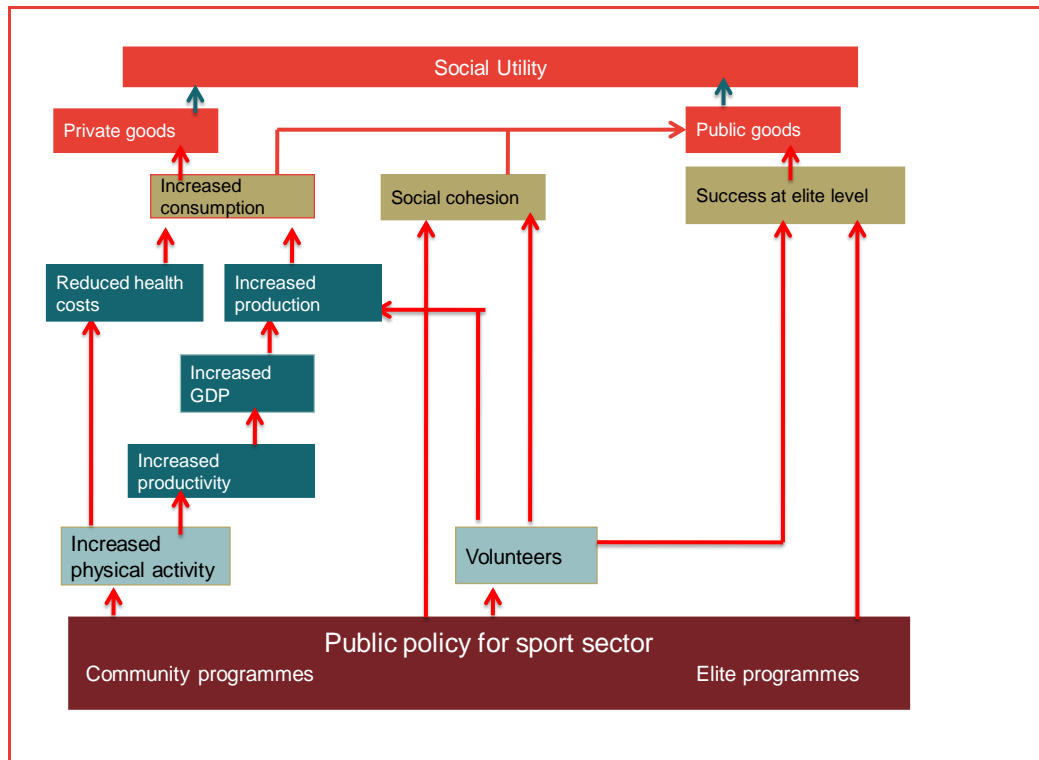 Social Utility
Private goods
Public goods
Increased
consumption
Social cohesion
Success at elite level
Reduced health
costs
Increased
production
Increased
GDP
Increased
productivity
Increased
physical activity
Volunteers
Public policy for sport sector
Community programmes
Elite programmes